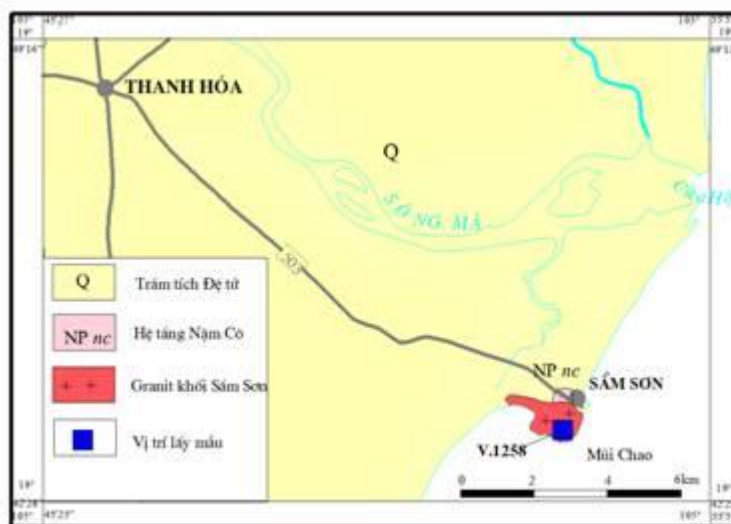 THANH HÓA
Q
SÔNG. MÃ
503
Q
Trầm tích Đệ tứ
NP nc
Hệ tầng Nậm Cô
Granit khối Sầm Sơn
Vị trí lấy mẫu
NP nc
SẦM SƠN
V.1258
Mũi Chao
0 2 4 6km